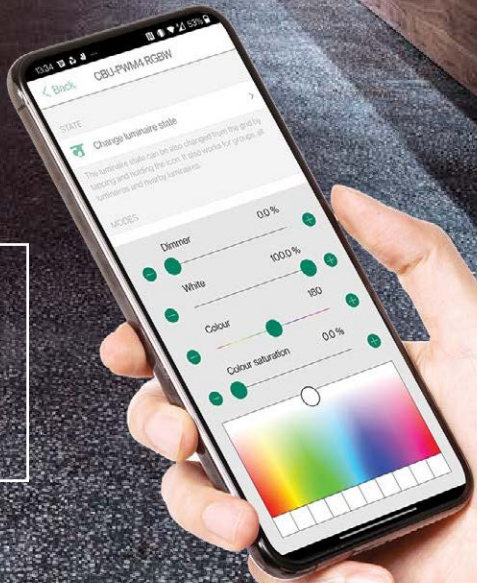 13:34
53%
< Back CBU-PWM4 RGBW
STATE
Change luminaire state >
The luminaire state can be also changed from the grid by
tapping and holding the icon. It also works for groups, all
luminaires and nearby luminaires.
MODES
Dimmer 0.0 %
White 100.0 %
Colour 180
Colour saturation 0.0 %